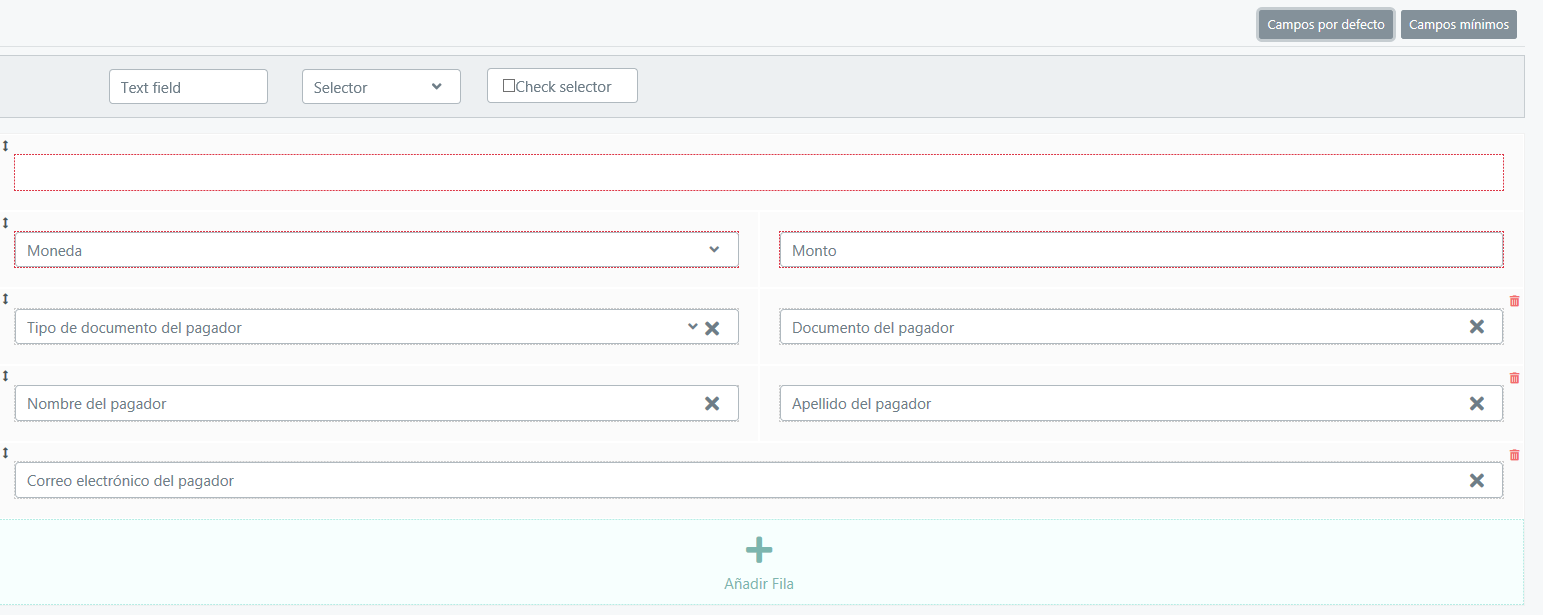 Campos por defecto
Campos mínimos
Text field
Selector
Check selector
Moneda
Monto
Tipo de documento del pagador
Documento del pagador
Nombre del pagador
Apellido del pagador
Correo electrónico del pagador
Añadir Fila